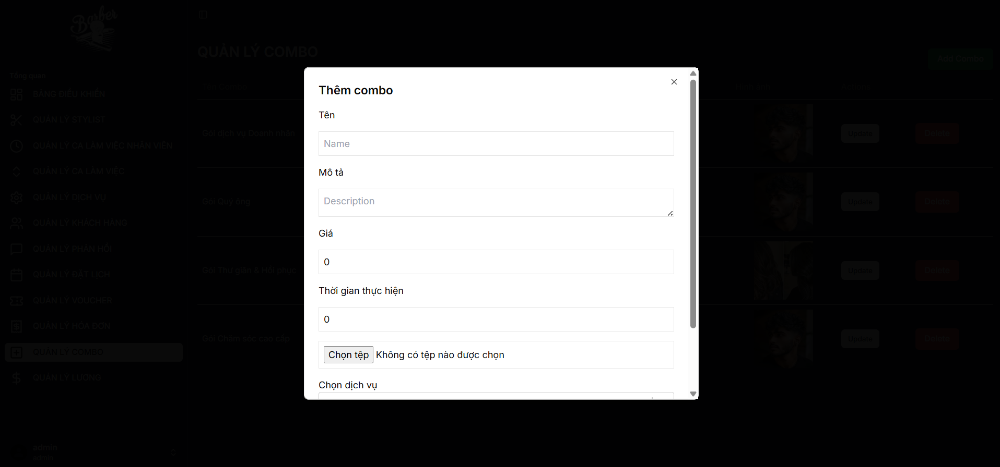 Barber
Tổng quan
BẢNG ĐIỀU KHIỂN
QUẢN LÝ STYLIST
QUẢN LÝ CA LÀM VIỆC NHÂN VIÊN
QUẢN LÝ CA LÀM VIỆC
QUẢN LÝ DỊCH VỤ
QUẢN LÝ KHÁCH HÀNG
QUẢN LÝ PHẢN HỒI
QUẢN LÝ ĐẶT LỊCH
QUẢN LÝ VOUCHER
QUẢN LÝ HÓA ĐƠN
QUẢN LÝ COMBO
QUẢN LÝ LƯƠNG
admin
admin
QUẢN LÝ COMBO
Add Combo
Tên Combo
Hình ảnh
Actions
Gói dịch vụ Doanh nhân
Update
Delete
Gói Quý ông
Update
Delete
Gói Thư giãn & Hồi phục
Update
Delete
Gói Chăm sóc cao cấp
Update
Delete
Thêm combo
Tên
Name
Mô tả
Description
Giá
0
Thời gian thực hiện
0
Chọn tệp Không có tệp nào được chọn
Chọn dịch vụ